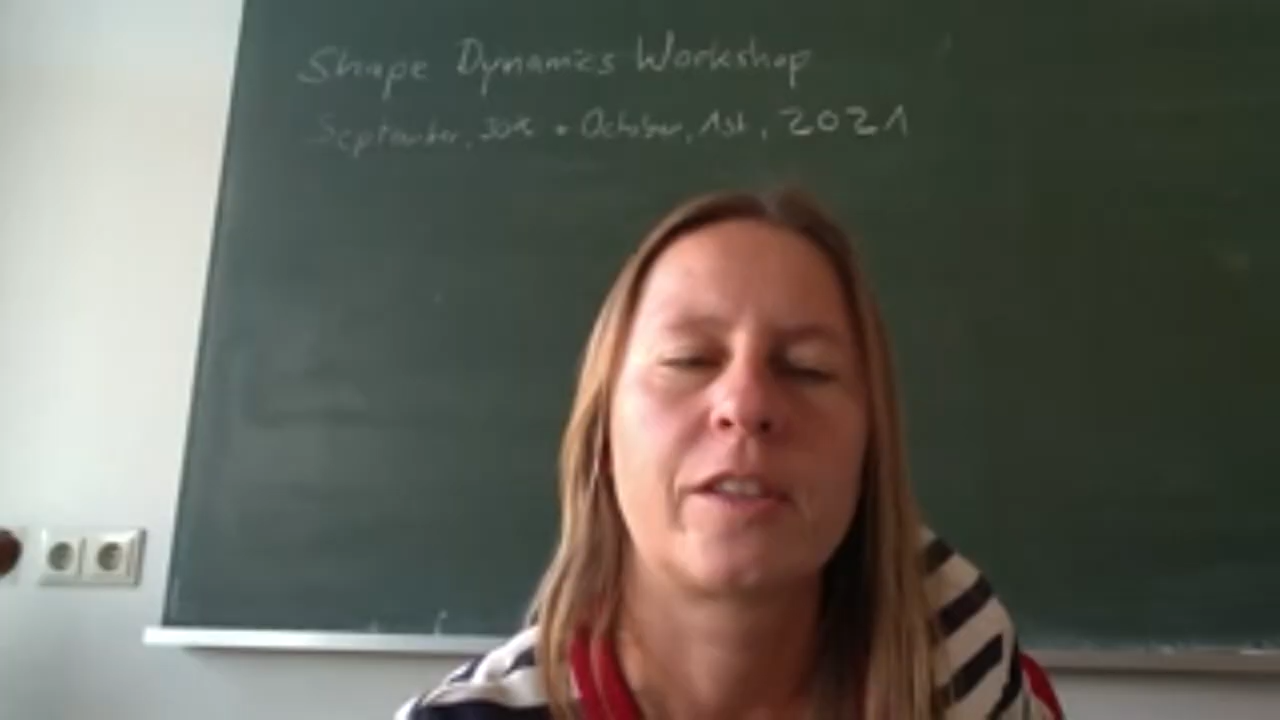 Shape Dynamics Workshop
September, 30th + October, 1st, 2021